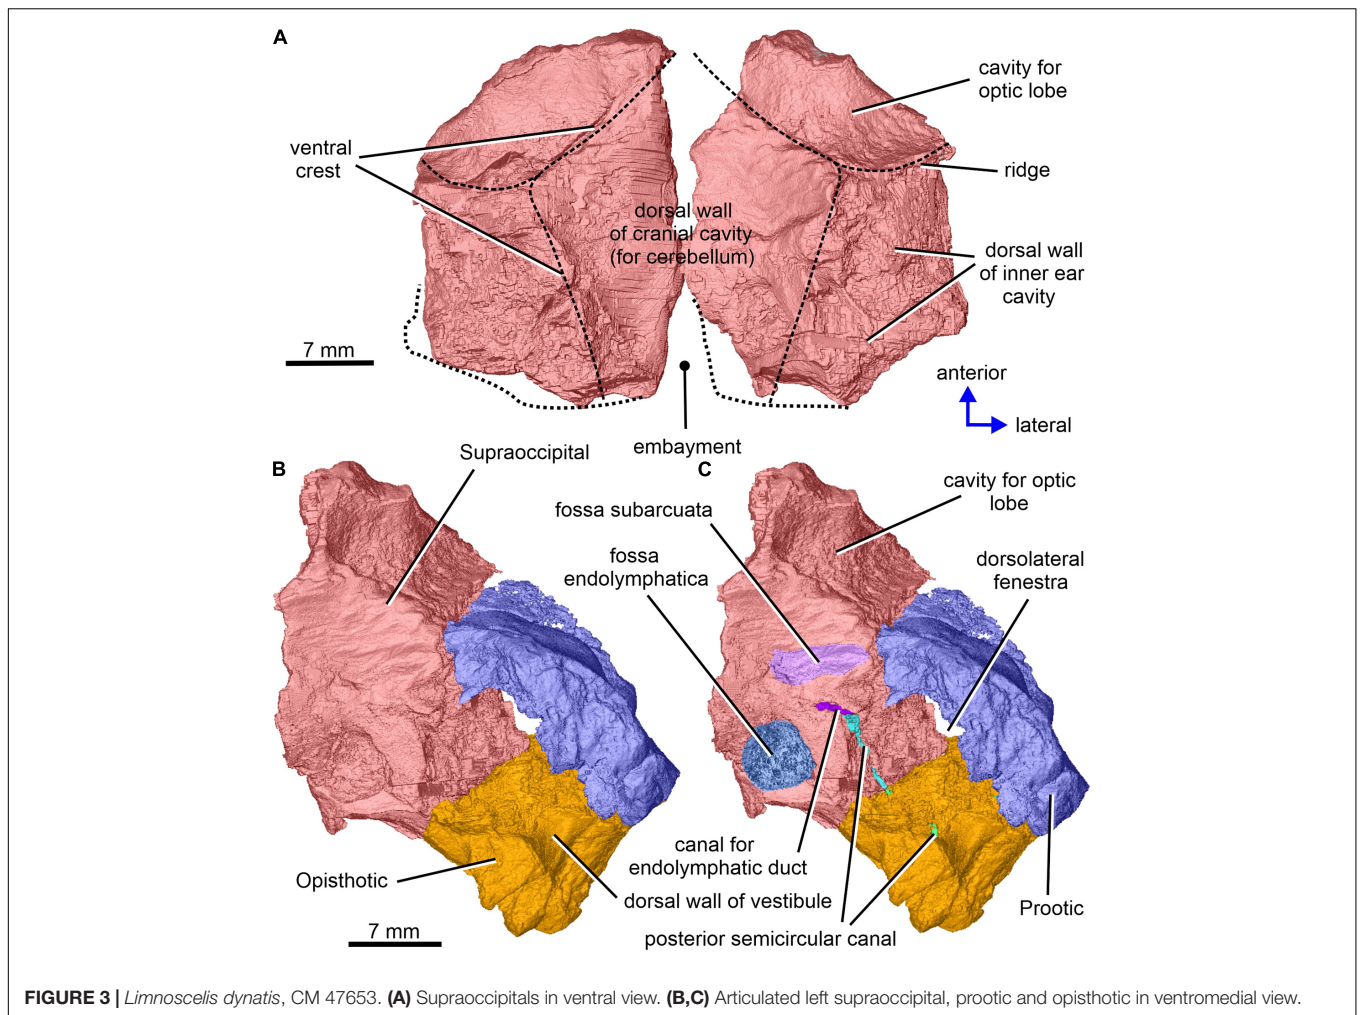 A
cavity for
optic lobe
ventral
crest
ridge
dorsal wall
of cranial cavity
(for cerebellum)
dorsal wall
of inner ear
cavity
7 mm
anterior
lateral
embayment
Supraoccipital
B
C
cavity for optic
lobe
fossa subarcuata
fossa
endolymphatica
dorsolateral
fenestra
canal for
endolymphatic duct
Opisthotic
dorsal wall of vestibule
Prootic
7 mm
posterior semicircular canal
FIGURE 3 | Limnoscelis dynatis, CM 47653. (A) Supraoccipitals in ventral view. (B,C) Articulated left supraoccipital, prootic and opisthotic in ventromedial view.